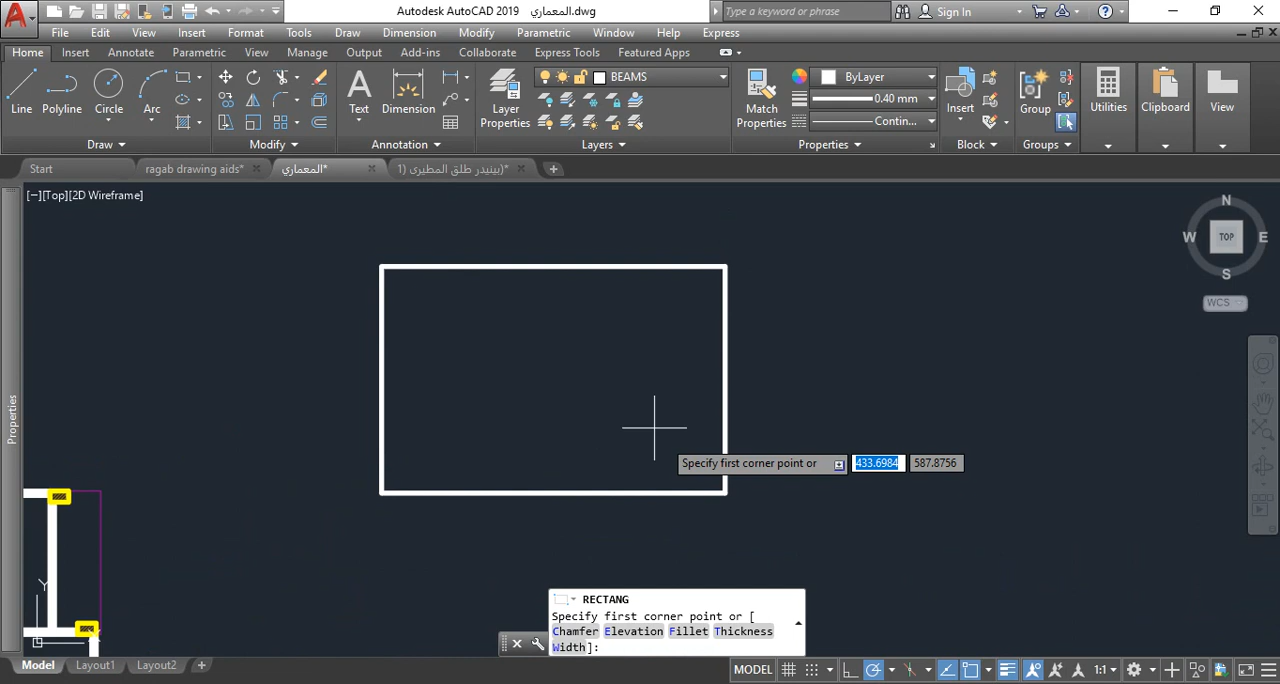 Autodesk AutoCAD 2019 المعماري.dwg
Type a keyword or phrase
Sign In
File Edit View Insert Format Tools Draw Dimension Modify Parametric Window Help Express
Home Insert Annotate Parametric View Manage Output Add-ins Collaborate Express Tools Featured Apps
Line Polyline Circle Arc
Text Dimension
Layer Properties
BEAMS
Match Properties
ByLayer
0.40 mm
Contin...
Insert
Group
Utilities
Clipboard
View
Draw Modify Annotation Layers Properties Block Groups
Start ragab drawing aids* المعماري* (بينيدر طلق المطيرى (1*
[−][Top][2D Wireframe]
N
W TOP E
S
WCS
Properties
Specify first corner point or 433.6984 587.8756
Y
RECTANG
Specify first corner point or [
Chamfer Elevation Fillet Thickness
Width]:
Model Layout1 Layout2 +
MODEL 1:1